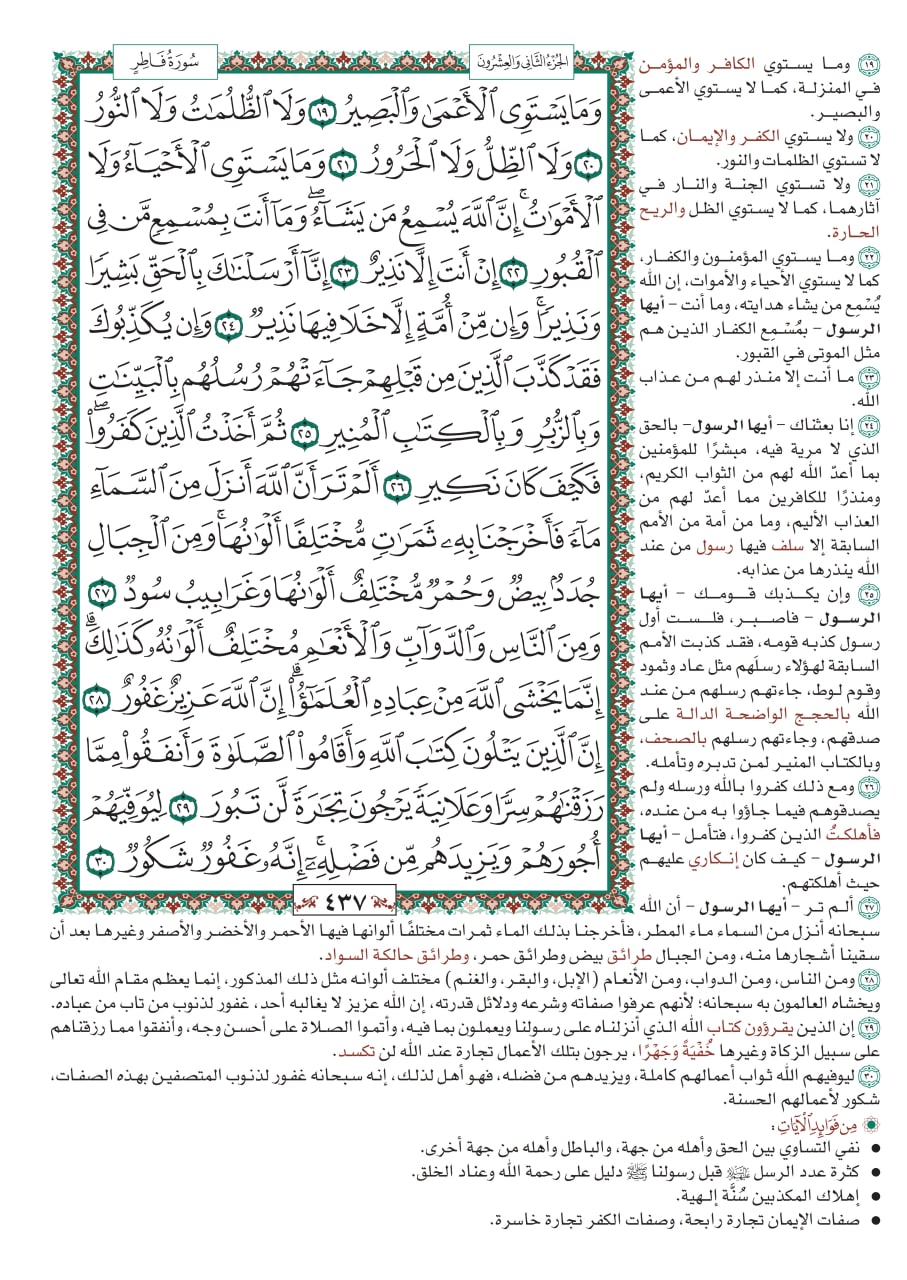 الجُزْءُ الثَّانِي وَالعِشْرُونَ
سُورَةُ فَاطِرٍ
وَمَا يَسْتَوِي ٱلْأَعْمَىٰ وَٱلْبَصِيرُ ١٩ وَلَا ٱلظُّلُمَٰتُ وَلَا ٱلنُّورُ
٢٠ وَلَا ٱلظِّلُّ وَلَا ٱلْحَرُورُ ٢١ وَمَا يَسْتَوِي ٱلْأَحْيَآءُ وَلَا
ٱلْأَمْوَٰتُۚ إِنَّ ٱللَّهَ يُسْمِعُ مَن يَشَآءُۖ وَمَآ أَنتَ بِمُسْمِعٍ مَّن فِي
ٱلْقُبُورِ ٢٢ إِنْ أَنتَ إِلَّا نَذِيرٌ ٢٣ إِنَّآ أَرْسَلْنَٰكَ بِٱلْحَقِّ بَشِيرًا
وَنَذِيرًاۚ وَإِن مِّنْ أُمَّةٍ إِلَّا خَلَا فِيهَا نَذِيرٌ ٢٤ وَإِن يُكَذِّبُوكَ
فَقَدْ كَذَّبَ ٱلَّذِينَ مِن قَبْلِهِمْ جَآءَتْهُمْ رُسُلُهُم بِٱلْبَيِّنَٰتِ
وَبِٱلزُّبُرِ وَبِٱلْكِتَٰبِ ٱلْمُنِيرِ ٢٥ ثُمَّ أَخَذْتُ ٱلَّذِينَ كَفَرُواْۖ
فَكَيْفَ كَانَ نَكِيرِ ٢٦ أَلَمْ تَرَ أَنَّ ٱللَّهَ أَنزَلَ مِنَ ٱلسَّمَآءِ
مَآءً فَأَخْرَجْنَا بِهِۦ ثَمَرَٰتٍ مُّخْتَلِفًا أَلْوَٰنُهَاۚ وَمِنَ ٱلْجِبَالِ
جُدَدٌۢ بِيضٌ وَحُمْرٌ مُّخْتَلِفٌ أَلْوَٰنُهَا وَغَرَابِيبُ سُودٌ ٢٧
وَمِنَ ٱلنَّاسِ وَٱلدَّوَآبِّ وَٱلْأَنْعَٰمِ مُخْتَلِفٌ أَلْوَٰنُهُۥ كَذَٰلِكَۗ
إِنَّمَا يَخْشَى ٱللَّهَ مِنْ عِبَادِهِ ٱلْعُلَمَٰٓؤُاْۗ إِنَّ ٱللَّهَ عَزِيزٌ غَفُورٌ ٢٨
إِنَّ ٱلَّذِينَ يَتْلُونَ كِتَٰبَ ٱللَّهِ وَأَقَامُواْ ٱلصَّلَوٰةَ وَأَنفَقُواْ مِمَّا
رَزَقْنَٰهُمْ سِرًّا وَعَلَانِيَةً يَرْجُونَ تِجَٰرَةً لَّن تَبُورَ ٢٩ لِيُوَفِّيَهُمْ
أُجُورَهُمْ وَيَزِيدَهُم مِّن فَضْلِهِۦٓۚ إِنَّهُۥ غَفُورٌ شَكُورٌ ٣٠
٤٣٧
١٩ وما يستوي الكافر والمؤمن
في المنزلة، كما لا يستوي الأعمى
والبصير.
٢٠ ولا يستوي الكفر والإيمان، كما
لا تستوي الظلمات والنور.
٢١ ولا تستوي الجنة والنار في
آثارهما، كما لا يستوي الظل والريح
الحارة.
٢٢ وما يستوي المؤمنون والكفار،
كما لا يستوي الأحياء والأموات، إن الله
يُسْمِع من يشاء هدايته، وما أنت – أيها
الرسول – بمُسْمِع الكفار الذين هم
مثل الموتى في القبور.
٢٣ ما أنت إلا منذر لهم من عذاب
الله.
٢٤ إنا بعثناك – أيها الرسول– بالحق
الذي لا مرية فيه، مبشرًا للمؤمنين
بما أعدّ الله لهم من الثواب الكريم،
ومنذرًا للكافرين مما أعدّ لهم من
العذاب الأليم، وما من أمة من الأمم
السابقة إلا سلف فيها رسول من عند
الله ينذرها من عذابه.
٢٥ وإن يكذبك قومك – أيها
الرسول – فاصبر، فلست أول
رسول كذبه قومه، فقد كذبت الأمم
السابقة لهؤلاء رسلَهم مثل عاد وثمود
وقوم لوط، جاءتهم رسلهم من عند
الله بالحجج الواضحة الدالة على
صدقهم، وجاءتهم رسلهم بالصحف،
وبالكتاب المنير لمن تدبره وتأمله.
٢٦ ومع ذلك كفروا بالله ورسله ولم
يصدقوهم فيما جاؤوا به من عنده،
فأهلكتُ الذين كفروا، فتأمل – أيها
الرسول – كيف كان إنكاري عليهم
حيث أهلكتهم.
٢٧ ألم تر – أيها الرسول – أن الله
سبحانه أنزل من السماء ماء المطر، فأخرجنا بذلك الماء ثمرات مختلفًا ألوانها فيها الأحمر والأخضر والأصفر وغيرها بعد أن
سقينا أشجارها منه، ومن الجبال طرائق بيض وطرائق حمر، وطرائق حالكة السواد.
٢٨ ومن الناس، ومن الدواب، ومن الأنعام (الإبل، والبقر، والغنم) مختلف ألوانه مثل ذلك المذكور، إنما يعظم مقام الله تعالى
ويخشاه العالمون به سبحانه؛ لأنهم عرفوا صفاته وشرعه ودلائل قدرته، إن الله عزيز لا يغالبه أحد، غفور لذنوب من تاب من عباده.
٢٩ إن الذين يقرؤون كتاب الله الذي أنزلناه على رسولنا ويعملون بما فيه، وأتموا الصلاة على أحسن وجه، وأنفقوا مما رزقناهم
على سبيل الزكاة وغيرها خُفْيَةً وَجَهْرًا، يرجون بتلك الأعمال تجارة عند الله لن تكسد.
٣٠ ليوفيهم الله ثواب أعمالهم كاملة، ويزيدهم من فضله، فهو أهل لذلك، إنه سبحانه غفور لذنوب المتصفين بهذه الصفات،
شكور لأعمالهم الحسنة.
مِن فَوَائِدِ الْآيَاتِ:
• نفي التساوي بين الحق وأهله من جهة، والباطل وأهله من جهة أخرى.
• كثرة عدد الرسل عليهم السلام قبل رسولنا ﷺ دليل على رحمة الله وعناد الخلق.
• إهلاك المكذبين سُنَّة إلهية.
• صفات الإيمان تجارة رابحة، وصفات الكفر تجارة خاسرة.